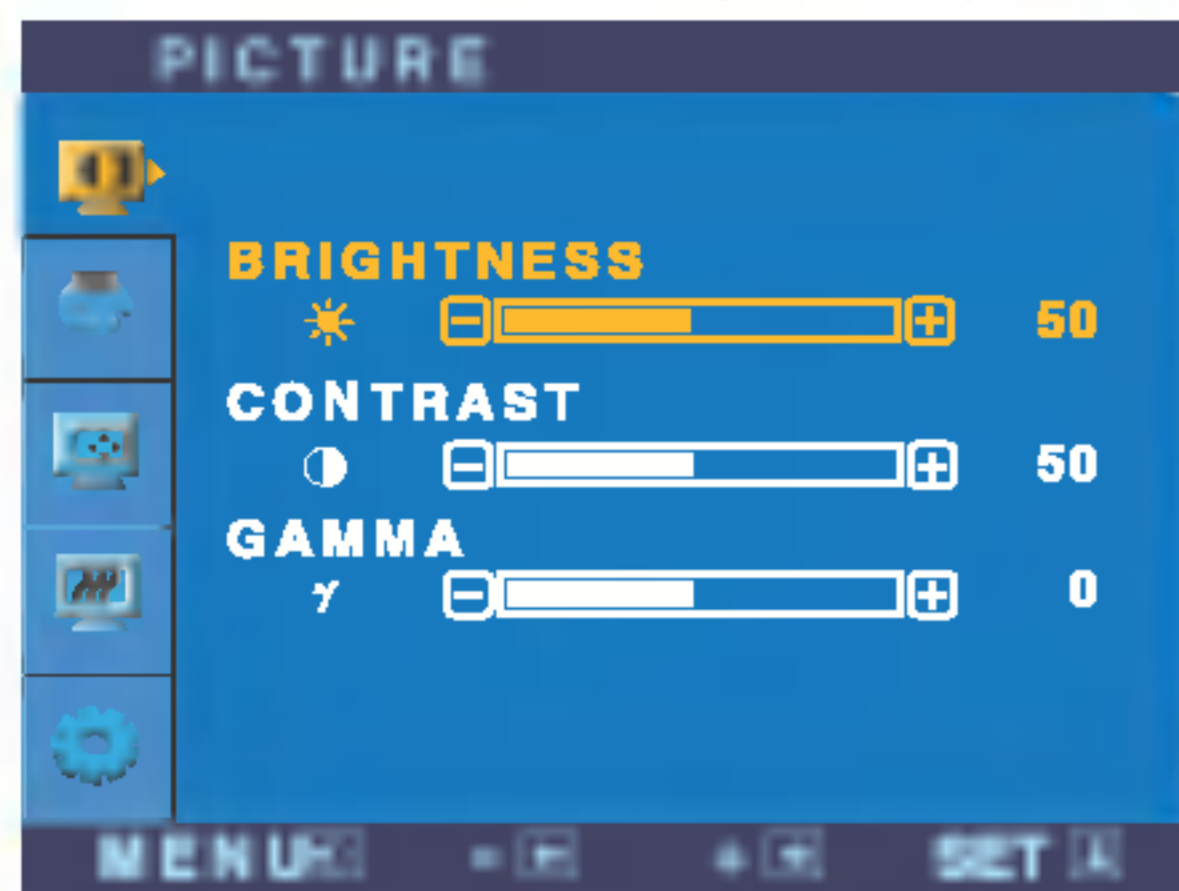 PICTURE
BRIGHTNESS
50
CONTRAST
50
GAMMA
γ 0
MENU - + SET